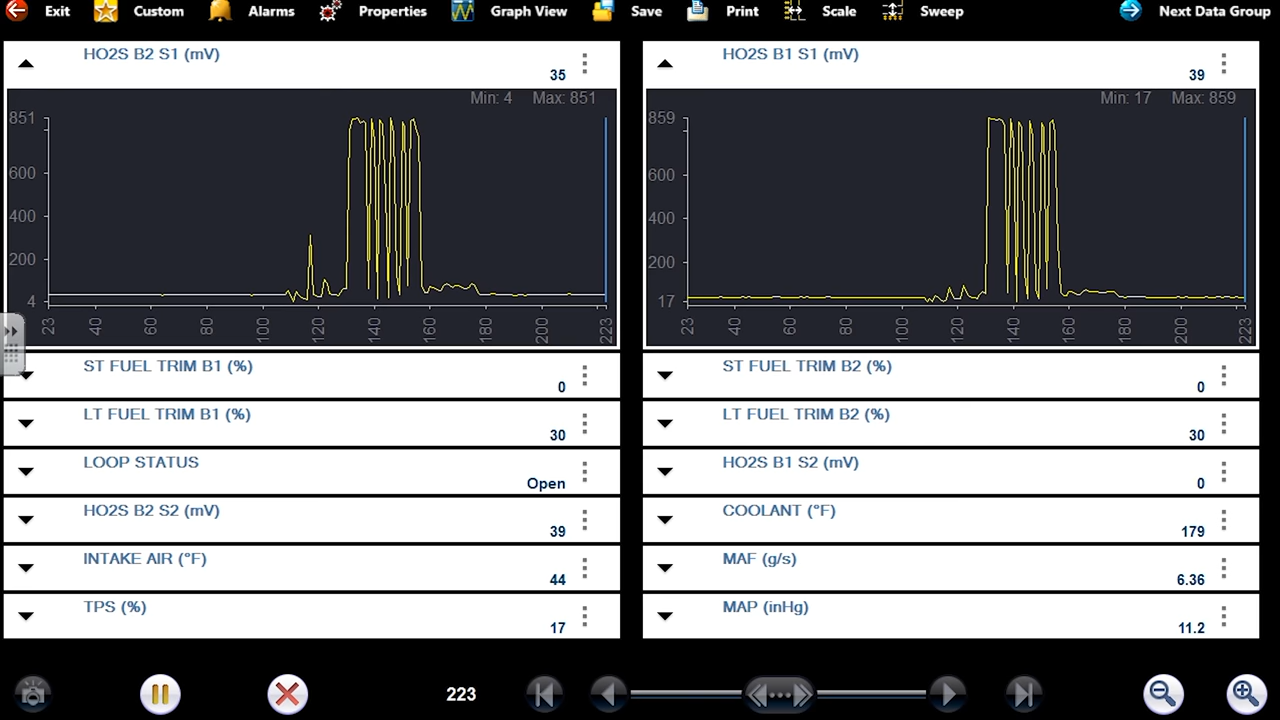 Exit Custom Alarms Properties Graph View Save Print Scale Sweep Next Data Group
HO2S B2 S1 (mV)
35
Min: 4 Max: 851
851
600
400
200
4
23 40 60 80 100 120 140 160 180 200 223
HO2S B1 S1 (mV)
39
Min: 17 Max: 859
859
600
400
200
17
23 40 60 80 100 120 140 160 180 200 223
ST FUEL TRIM B1 (%)
0
ST FUEL TRIM B2 (%)
0
LT FUEL TRIM B1 (%)
30
LT FUEL TRIM B2 (%)
30
LOOP STATUS
Open
HO2S B1 S2 (mV)
0
HO2S B2 S2 (mV)
39
COOLANT (°F)
179
INTAKE AIR (°F)
44
MAF (g/s)
6.36
TPS (%)
17
MAP (inHg)
11.2
223